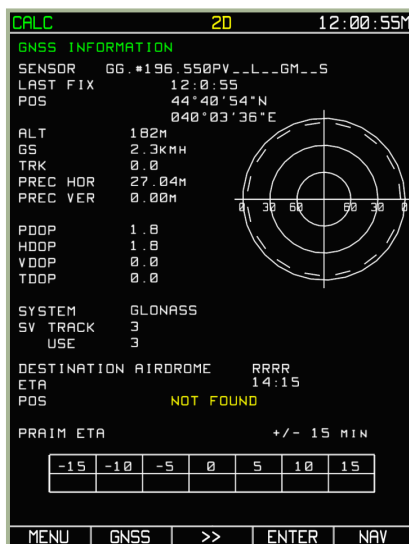 CALC 2D 12:00:55M
GNSS INFORMATION
SENSOR GG.#196.550PV__L__GM__S
LAST FIX 12:0:55
POS 44°40'54"N
040°03'36"E
ALT 182M
GS 2.3KMH
TRK 0.0
PREC HOR 27.04M
PREC VER 0.00M
0 30 60 60 30 0
PDOP 1.8
HDOP 1.8
VDOP 0.0
TDOP 0.0
SYSTEM GLONASS
SV TRACK 3
USE 3
DESTINATION AIRDROME RRRR
ETA 14:15
POS NOT FOUND
PRAIM ETA +/- 15 MIN
-15 -10 -5 0 5 10 15
MENU GNSS >> ENTER NAV